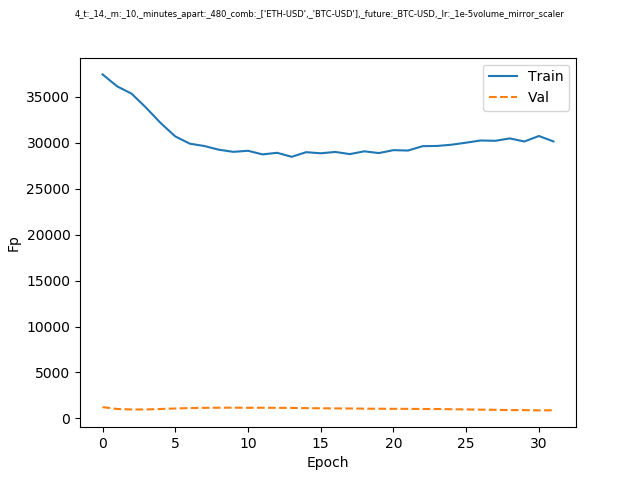 4_t:_14,_m:_10,_minutes_apart:_480_comb:_['ETH-USD',_'BTC-USD'],_future:_BTC-USD,_lr:_1e-5volume_mirror_scaler
Train
Val
35000
30000
25000
20000
15000
10000
5000
0
Fp
0 5 10 15 20 25 30
Epoch